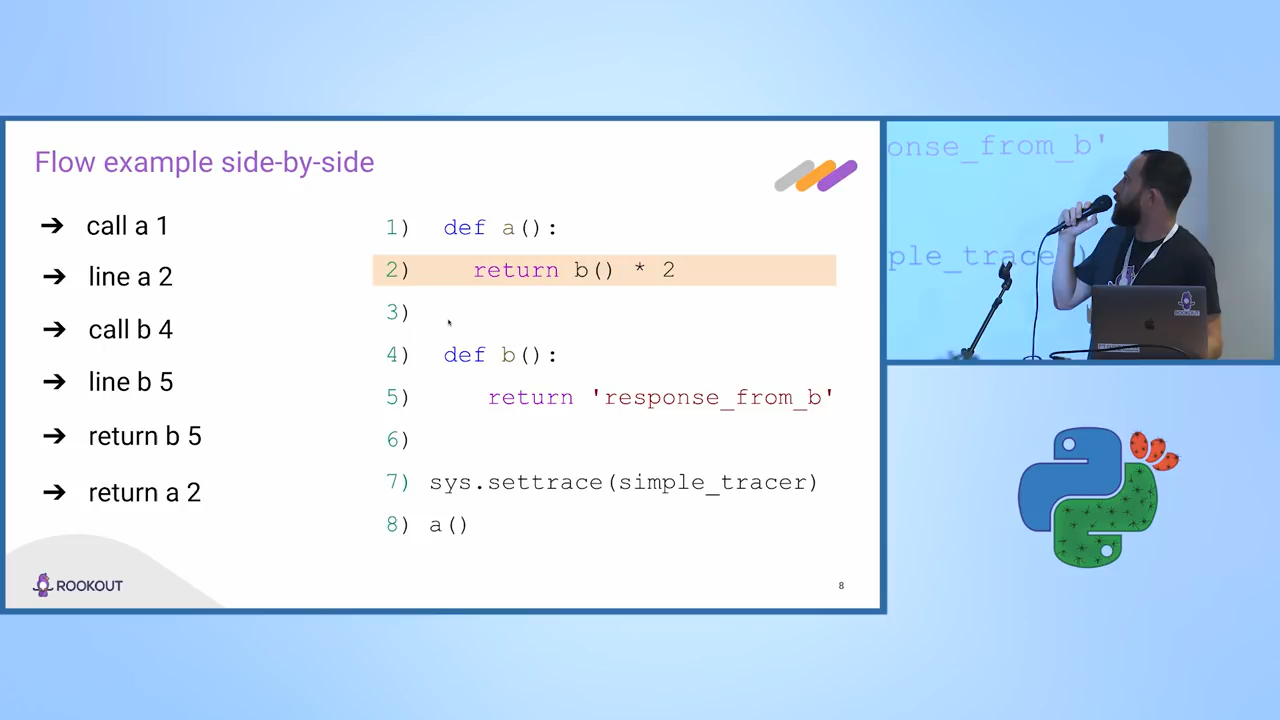 Flow example side-by-side
➔ call a 1
➔ line a 2
➔ call b 4
➔ line b 5
➔ return b 5
➔ return a 2
1) def a():
2) return b() * 2
3)
4) def b():
5) return 'response_from_b'
6)
7) sys.settrace(simple_tracer)
8) a()
ROOKOUT
8
onse_from_b'
ple_trace
ROOKOUT